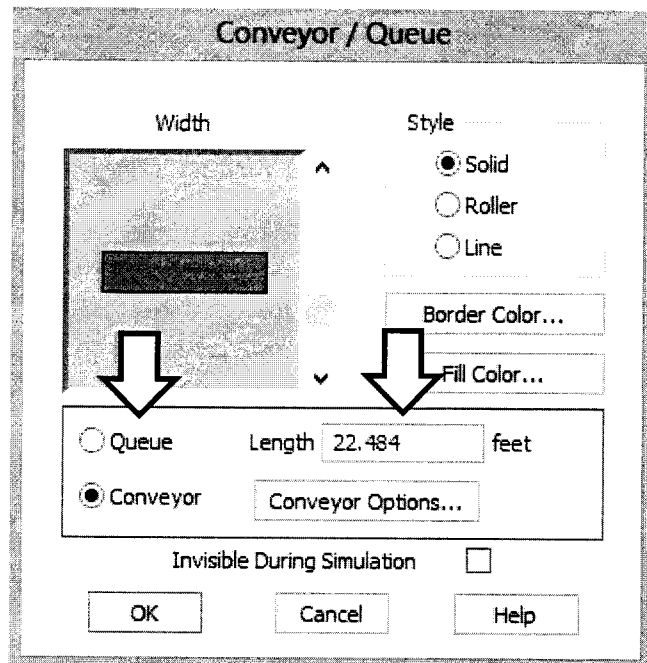 Conveyor / Queue
Width
Style
Solid
Roller
Line
Border Color...
Fill Color...
Queue
Length 22.484 feet
Conveyor
Conveyor Options...
Invisible During Simulation
OK
Cancel
Help